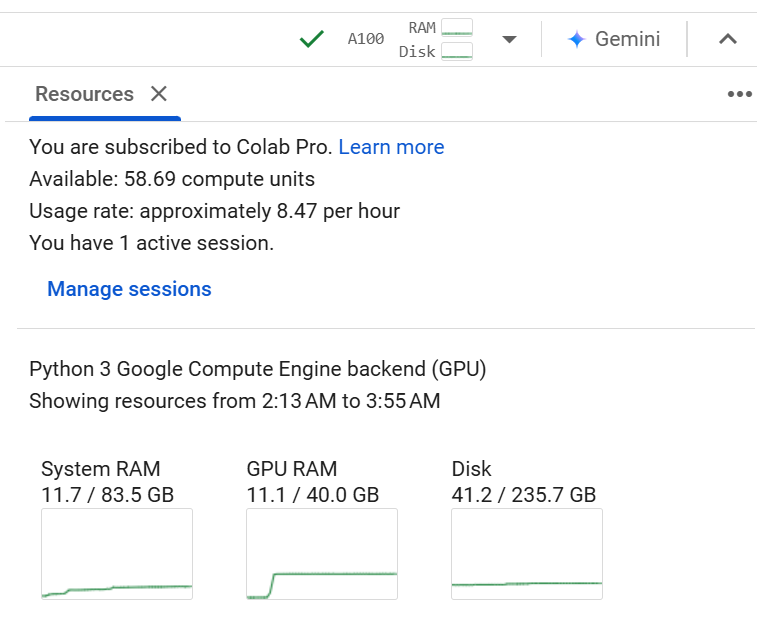 A100
RAM
Disk
Gemini
Resources
You are subscribed to Colab Pro. Learn more
Available: 58.69 compute units
Usage rate: approximately 8.47 per hour
You have 1 active session.
Manage sessions
Python 3 Google Compute Engine backend (GPU)
Showing resources from 2:13 AM to 3:55 AM
System RAM
11.7 / 83.5 GB
GPU RAM
11.1 / 40.0 GB
Disk
41.2 / 235.7 GB